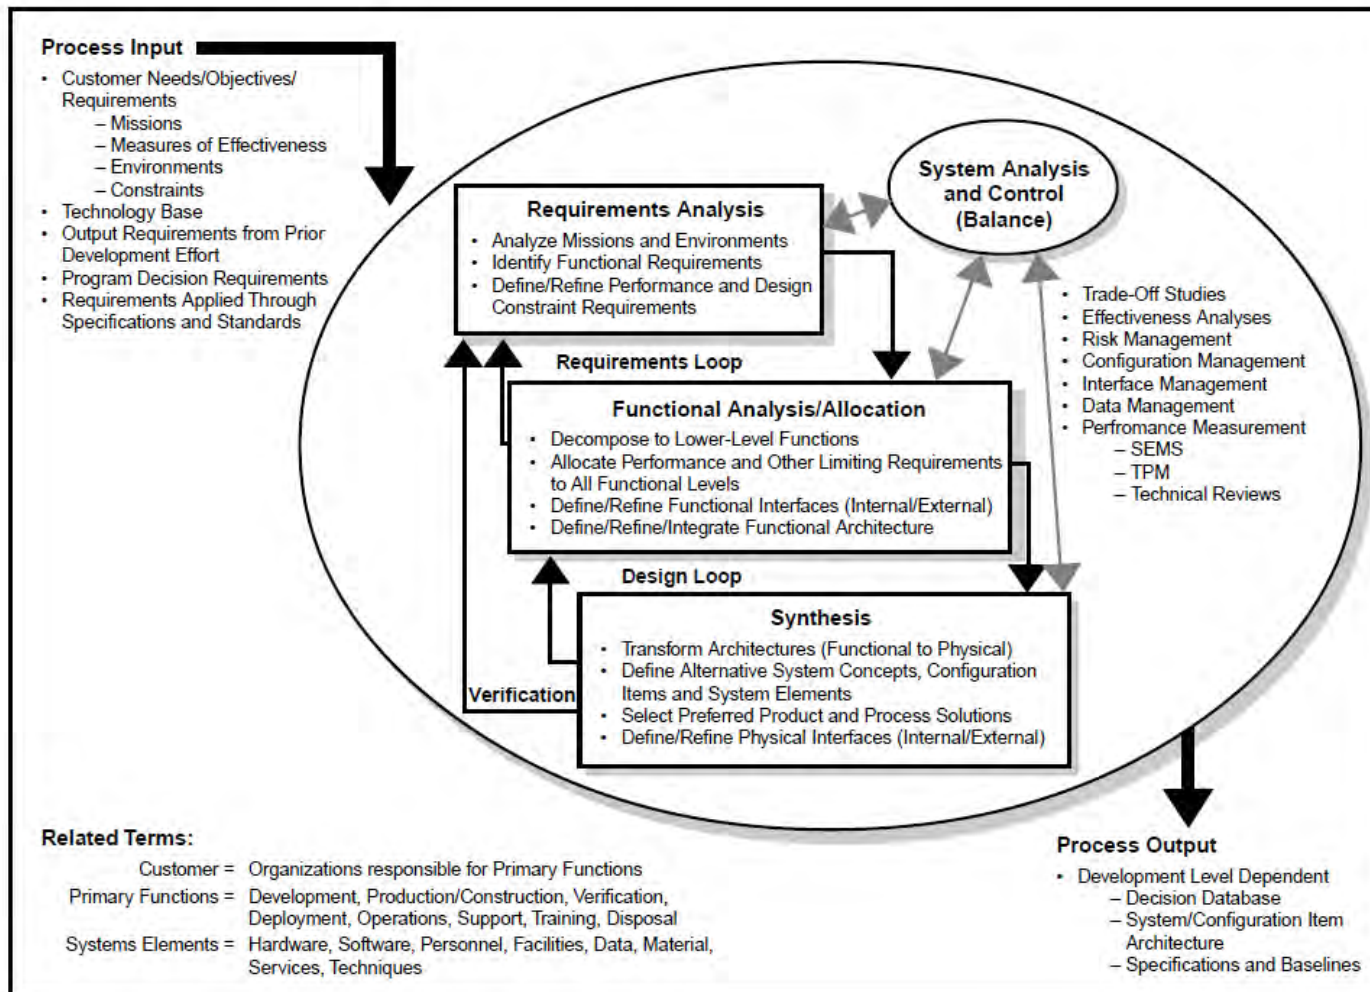 Process Input
• Customer Needs/Objectives/
Requirements
– Missions
– Measures of Effectiveness
– Environments
– Constraints
• Technology Base
• Output Requirements from Prior
Development Effort
• Program Decision Requirements
• Requirements Applied Through
Specifications and Standards
System Analysis
and Control
(Balance)
Requirements Analysis
• Analyze Missions and Environments
• Identify Functional Requirements
• Define/Refine Performance and Design
Constraint Requirements
• Trade-Off Studies
• Effectiveness Analyses
• Risk Management
• Configuration Management
• Interface Management
• Data Management
• Perfromance Measurement
– SEMS
– TPM
– Technical Reviews
Requirements Loop
Functional Analysis/Allocation
• Decompose to Lower-Level Functions
• Allocate Performance and Other Limiting Requirements
to All Functional Levels
• Define/Refine Functional Interfaces (Internal/External)
• Define/Refine/Integrate Functional Architecture
Design Loop
Synthesis
• Transform Architectures (Functional to Physical)
• Define Alternative System Concepts, Configuration
Items and System Elements
• Select Preferred Product and Process Solutions
• Define/Refine Physical Interfaces (Internal/External)
Verification
Related Terms:
Customer = Organizations responsible for Primary Functions
Primary Functions = Development, Production/Construction, Verification,
Deployment, Operations, Support, Training, Disposal
Systems Elements = Hardware, Software, Personnel, Facilities, Data, Material,
Services, Techniques
Process Output
• Development Level Dependent
– Decision Database
– System/Configuration Item
Architecture
– Specifications and Baselines